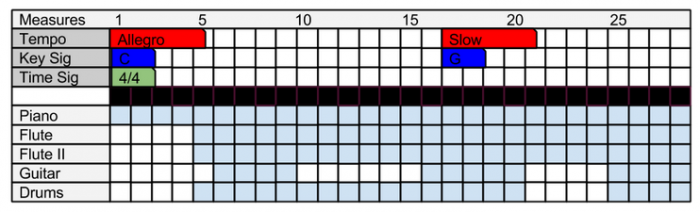 Measures 1 5 10 15 20 25
Tempo Allegro Slow
Key Sig C G
Time Sig 4/4
Piano
Flute
Flute II
Guitar
Drums